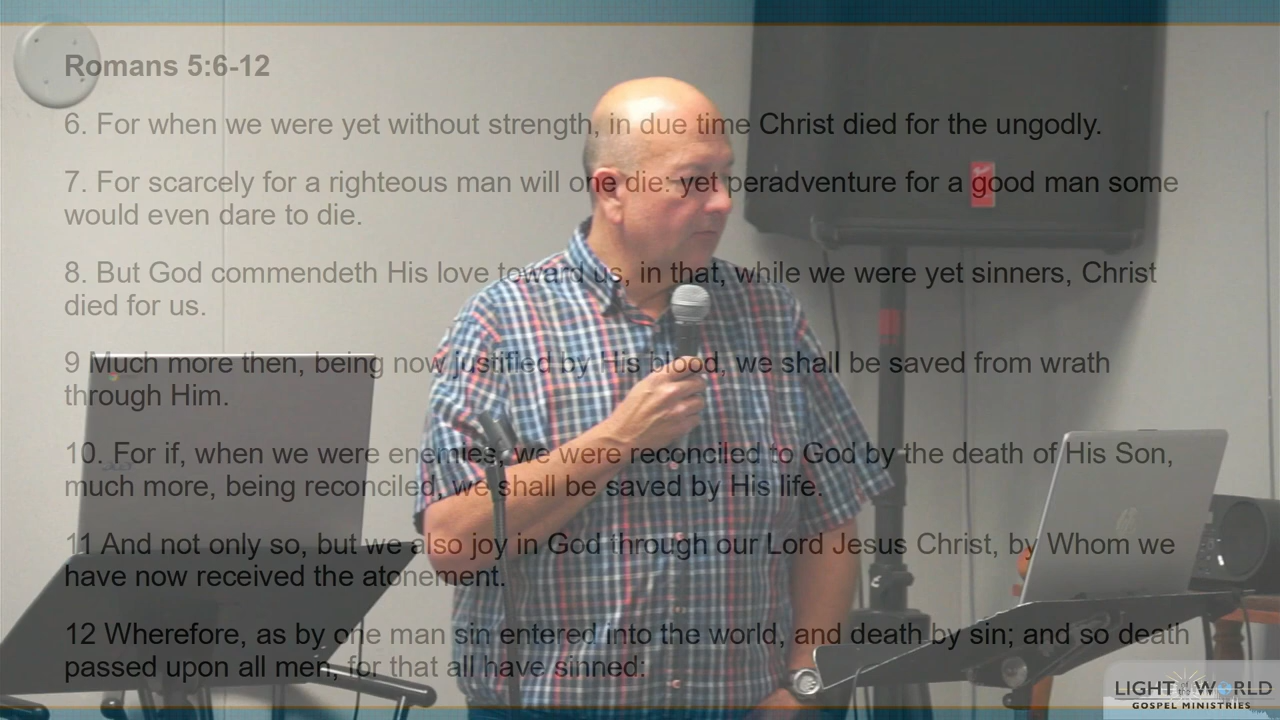 Romans 5:6-12
6. For when we were yet without strength, in due time Christ died for the ungodly.
7. For scarcely for a righteous man will one die: yet peradventure for a good man some
would even dare to die.
8. But God commendeth His love toward us, in that, while we were yet sinners, Christ
died for us.
9 Much more then, being now justified by His blood, we shall be saved from wrath
through Him.
10. For if, when we were enemies, we were reconciled to God by the death of His Son,
much more, being reconciled, we shall be saved by His life.
11 And not only so, but we also joy in God through our Lord Jesus Christ, by Whom we
have now received the atonement.
12 Wherefore, as by one man sin entered into the world, and death by sin; and so death
passed upon all men, for that all have sinned:
LIGHT of the WORLD
GOSPEL MINISTRIES